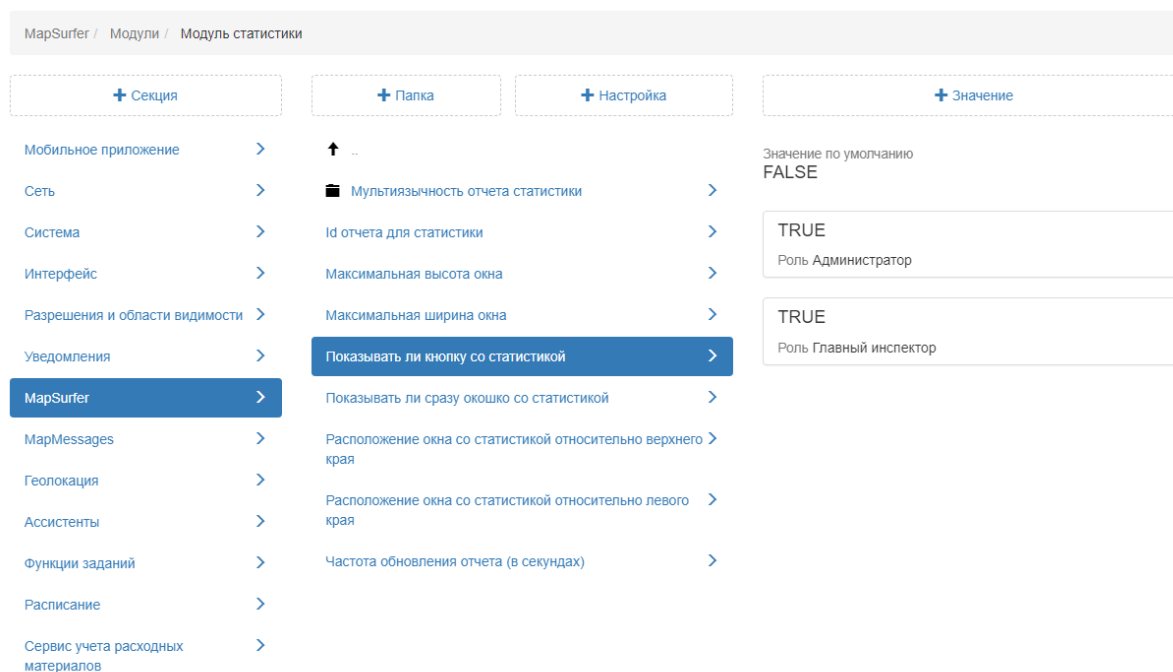 MapSurfer / Модули / Модуль статистики
+ Секция
Мобильное приложение
Сеть
Система
Интерфейс
Разрешения и области видимости
Уведомления
MapSurfer
MapMessages
Геолокация
Ассистенты
Функции заданий
Расписание
Сервис учета расходных
материалов
+ Папка
+ Настройка
..
Мультиязычность отчета статистики
Id отчета для статистики
Максимальная высота окна
Максимальная ширина окна
Показывать ли кнопку со статистикой
Показывать ли сразу окошко со статистикой
Расположение окна со статистикой относительно верхнего
края
Расположение окна со статистикой относительно левого
края
Частота обновления отчета (в секундах)
+ Значение
Значение по умолчанию
FALSE
TRUE
Роль Администратор
TRUE
Роль Главный инспектор